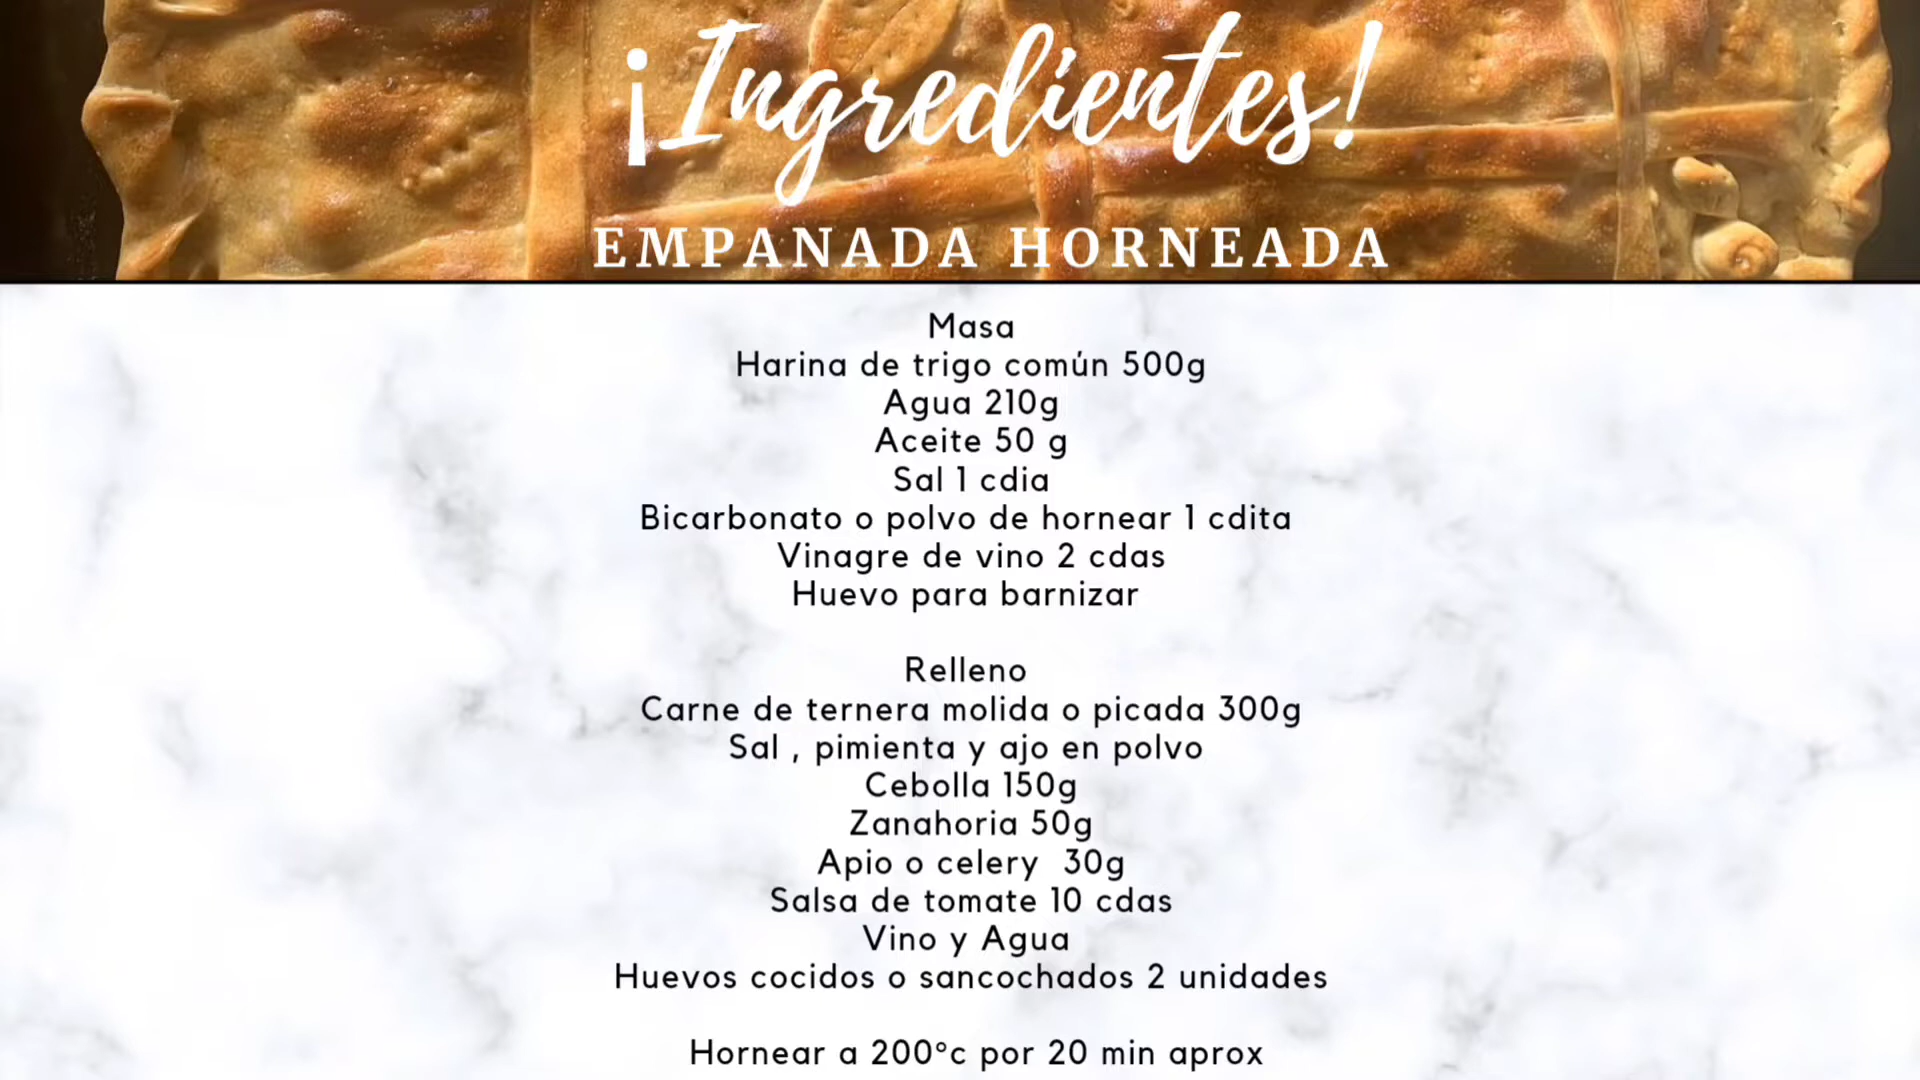 ¡Ingredientes!
EMPANADA HORNEADA
Masa
Harina de trigo común 500g
Agua 210g
Aceite 50 g
Sal 1 cdia
Bicarbonato o polvo de hornear 1 cdita
Vinagre de vino 2 cdas
Huevo para barnizar
Relleno
Carne de ternera molida o picada 300g
Sal , pimienta y ajo en polvo
Cebolla 150g
Zanahoria 50g
Apio o celery 30g
Salsa de tomate 10 cdas
Vino y Agua
Huevos cocidos o sancochados 2 unidades
Hornear a 200°c por 20 min aprox